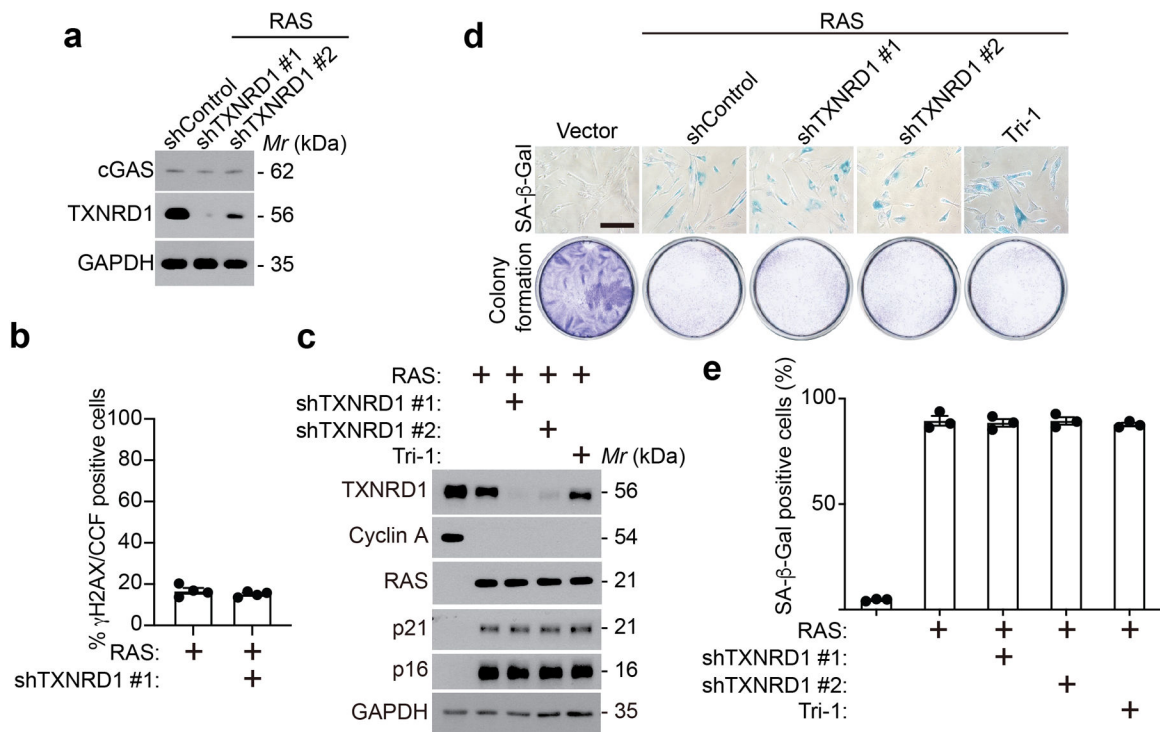 a
RAS
shControl
shTXNRD1 #1
shTXNRD1 #2
Mr (kDa)
cGAS
- 62
TXNRD1
- 56
GAPDH
- 35
b
% γH2AX/CCF positive cells
100
80
60
40
20
0
RAS: + +
shTXNRD1 #1: +
c
RAS: + + + +
shTXNRD1 #1: +
shTXNRD1 #2: +
Tri-1: + Mr (kDa)
TXNRD1 - 56
Cyclin A - 54
RAS - 21
p21 - 21
p16 - 16
GAPDH - 35
d
RAS
Vector
shControl
shTXNRD1 #1
shTXNRD1 #2
Tri-1
SA-β-Gal
Colony
formation
e
SA-β-Gal positive cells (%)
100
50
RAS: + + + +
shTXNRD1 #1: +
shTXNRD1 #2: +
Tri-1: +